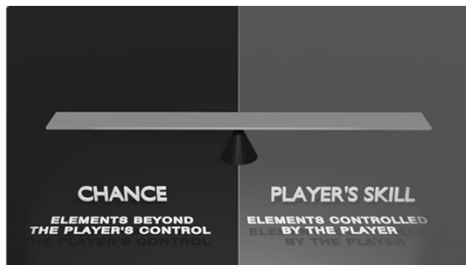 CHANCE
ELEMENTS BEYOND
THE PLAYER'S CONTROL
PLAYER'S SKILL
ELEMENTS CONTROLLED
BY THE PLAYER